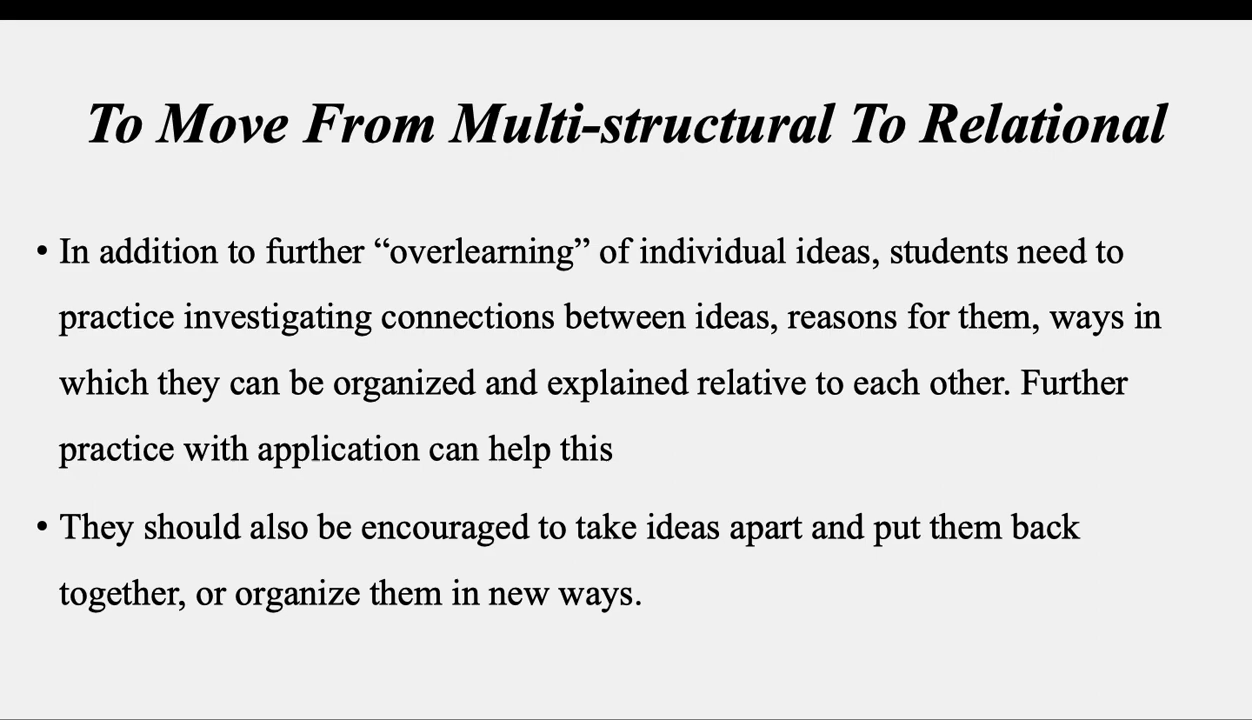 To Move From Multi-structural To Relational
• In addition to further “overlearning” of individual ideas, students need to
practice investigating connections between ideas, reasons for them, ways in
which they can be organized and explained relative to each other. Further
practice with application can help this
• They should also be encouraged to take ideas apart and put them back
together, or organize them in new ways.